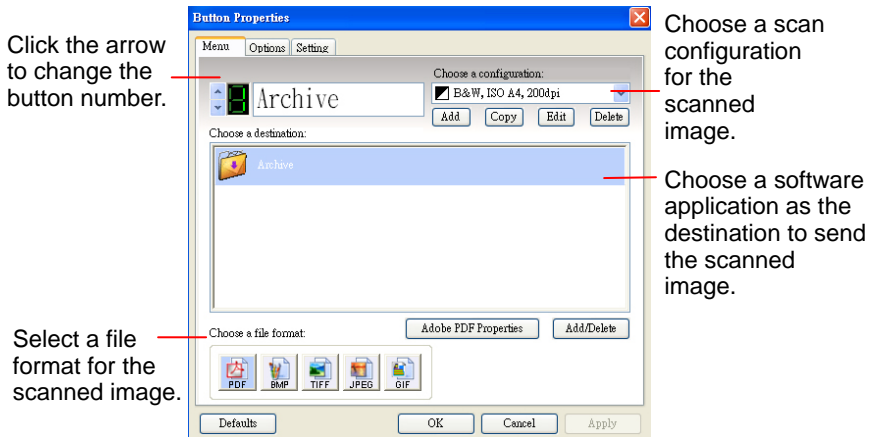 Button Properties
Menu Options Setting
Click the arrow
to change the
button number.
Choose a scan
configuration
for the
scanned
image.
Choose a configuration:
Archive
B&W, ISO A4, 200dpi
Add Copy Edit Delete
Choose a destination:
Archive
Choose a software
application as the
destination to send
the scanned
image.
Adobe PDF Properties Add/Delete
Choose a file format:
Select a file
format for the
scanned image.
PDF BMP TIFF JPEG GIF
Defaults OK Cancel Apply